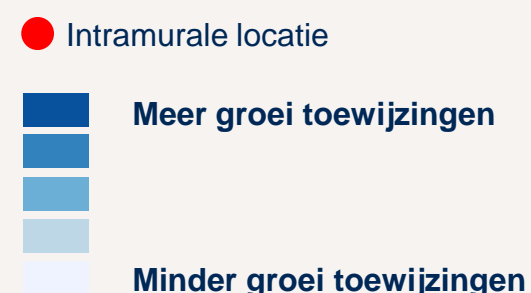 Intramurale locatie
Meer groei toewijzingen
Minder groei toewijzingen